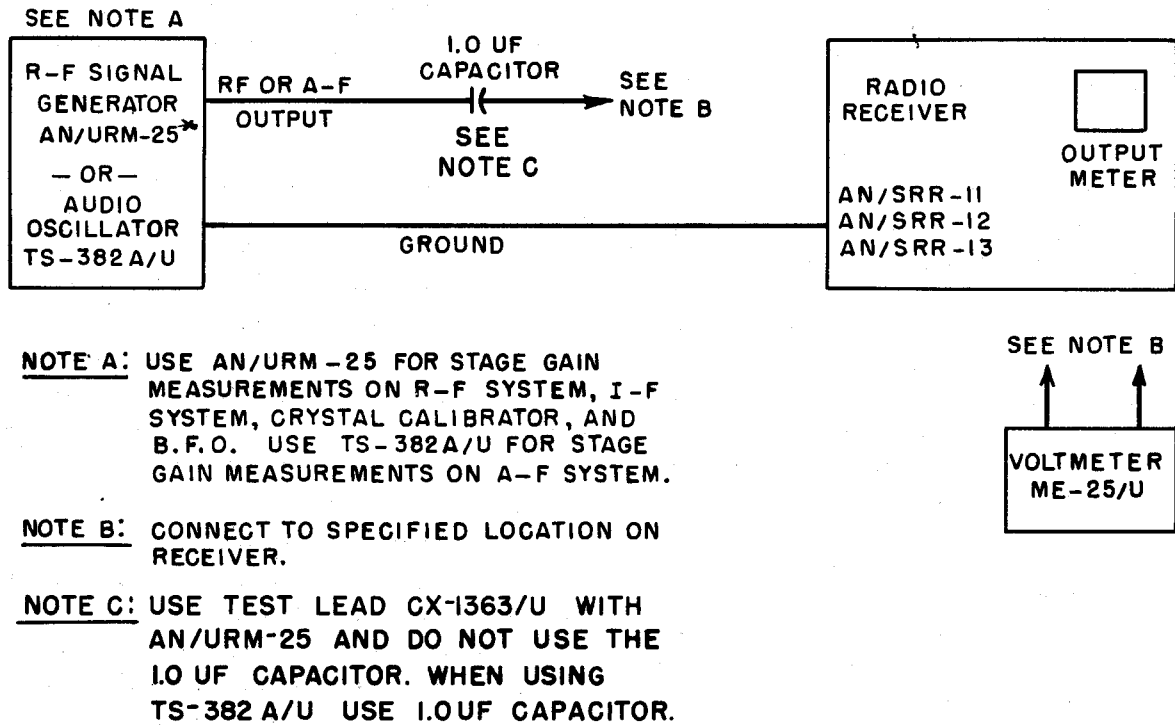 SEE NOTE A
R-F SIGNAL
GENERATOR
AN/URM-25*
— OR —
AUDIO
OSCILLATOR
TS-382 A/U
RF OR A-F
OUTPUT
1.0 UF
CAPACITOR
SEE
NOTE C
SEE
NOTE B
GROUND
RADIO
RECEIVER
OUTPUT
METER
AN/SRR-11
AN/SRR-12
AN/SRR-13
NOTE A: USE AN/URM-25 FOR STAGE GAIN
MEASUREMENTS ON R-F SYSTEM, I-F
SYSTEM, CRYSTAL CALIBRATOR, AND
B.F.O. USE TS-382A/U FOR STAGE
GAIN MEASUREMENTS ON A-F SYSTEM.
NOTE B: CONNECT TO SPECIFIED LOCATION ON
RECEIVER.
NOTE C: USE TEST LEAD CX-1363/U WITH
AN/URM-25 AND DO NOT USE THE
1.0 UF CAPACITOR. WHEN USING
TS-382 A/U USE 1.0 UF CAPACITOR.
SEE NOTE B
VOLTMETER
ME-25/U